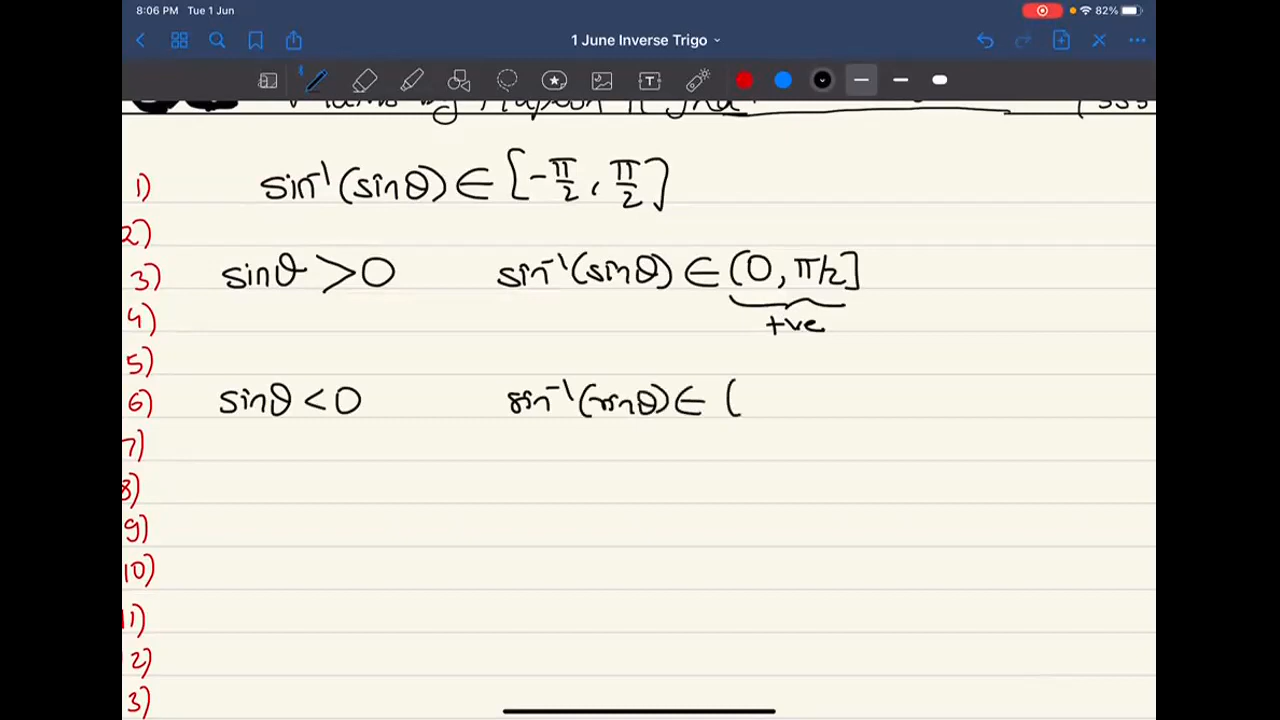 8:06 PM Tue 1 Jun 82%
1 June Inverse Trigo
1) sin⁻¹(sinθ) ∈ [-π/2, π/2]
2)
3) sinθ > 0 sin⁻¹(sinθ) ∈ (0, π/2]
4) +ve
5)
6) sinθ < 0 sin⁻¹(sinθ) ∈ (
7)
8)
9)
10)
11)
2)
3)